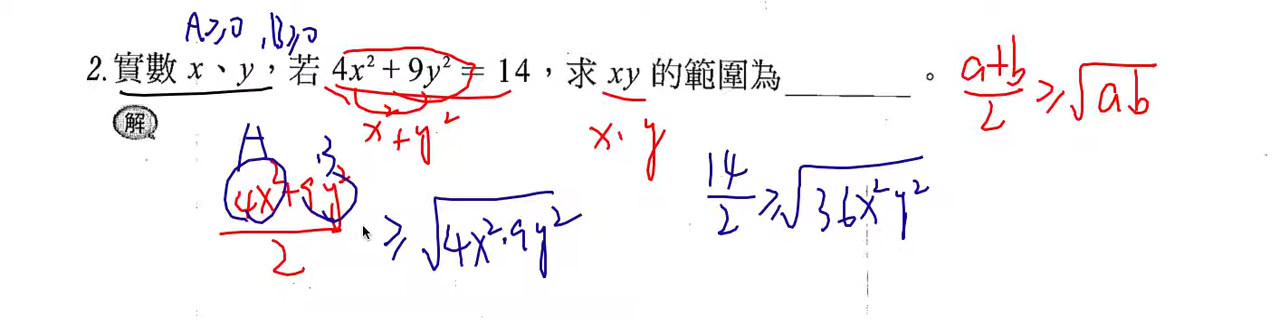 A≥0, B≥0
2. 實數 x、y，若 4x² + 9y² = 14，求 xy 的範圍為________。
a+b/2 ≥ √ab
解
x²+y²
x·y
A
B
4x²+9y²/2 ≥ √4x²·9y²
14/2 ≥ √36x²y²